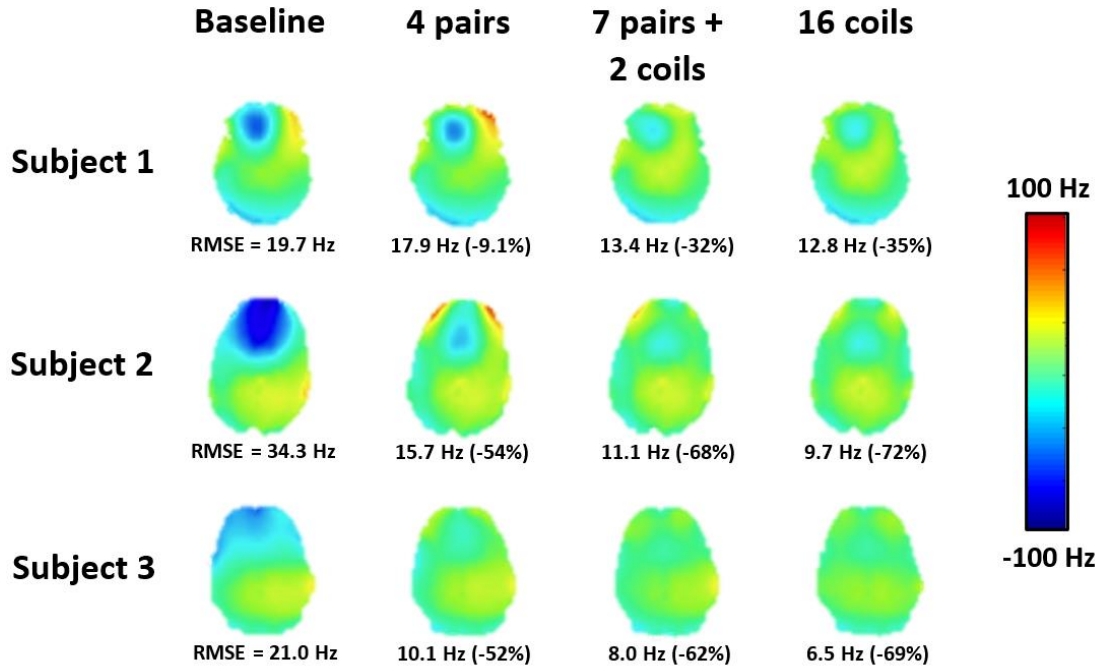 Baseline 4 pairs 7 pairs + 16 coils
2 coils
Subject 1
RMSE = 19.7 Hz 17.9 Hz (-9.1%) 13.4 Hz (-32%) 12.8 Hz (-35%)
100 Hz
Subject 2
RMSE = 34.3 Hz 15.7 Hz (-54%) 11.1 Hz (-68%) 9.7 Hz (-72%)
-100 Hz
Subject 3
RMSE = 21.0 Hz 10.1 Hz (-52%) 8.0 Hz (-62%) 6.5 Hz (-69%)